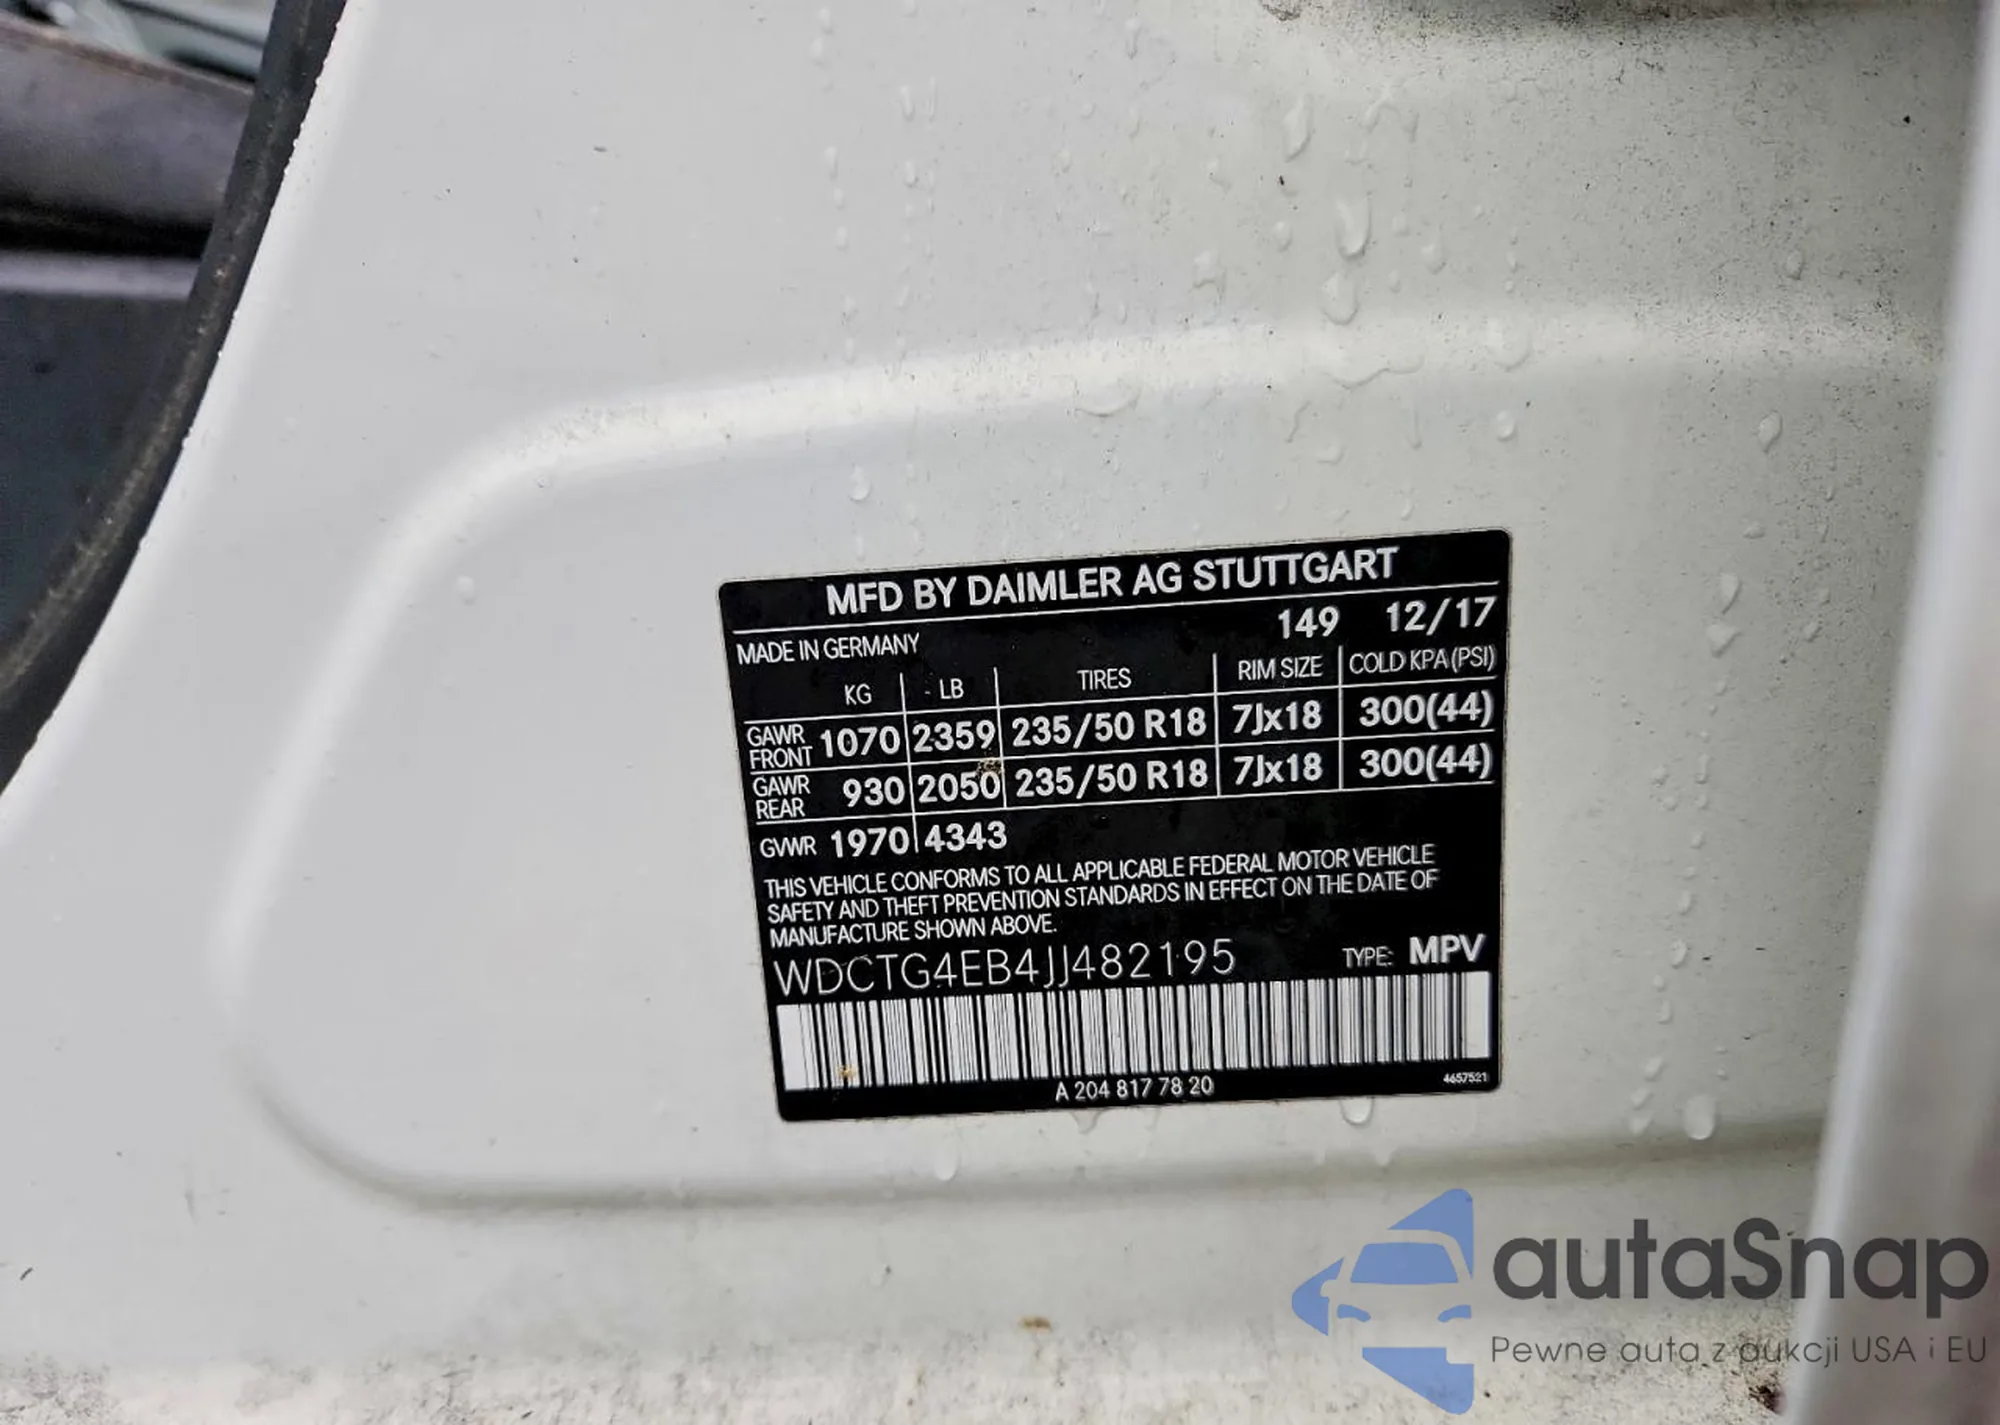 MFD BY DAIMLER AG STUTTGART
MADE IN GERMANY 149 12/17
KG LB TIRES RIM SIZE COLD KPA(PSI)
GAWR FRONT 1070 2359 235/50 R18 7Jx18 300(44)
GAWR REAR 930 2050 235/50 R18 7Jx18 300(44)
GVWR 1970 4343
THIS VEHICLE CONFORMS TO ALL APPLICABLE FEDERAL MOTOR VEHICLE
SAFETY AND THEFT PREVENTION STANDARDS IN EFFECT ON THE DATE OF
MANUFACTURE SHOWN ABOVE.
WDCTG4EB4JJ482195 TYPE: MPV
A 204 817 78 20 4657521
autaSnap
Pewne auta z aukcji USA i EU